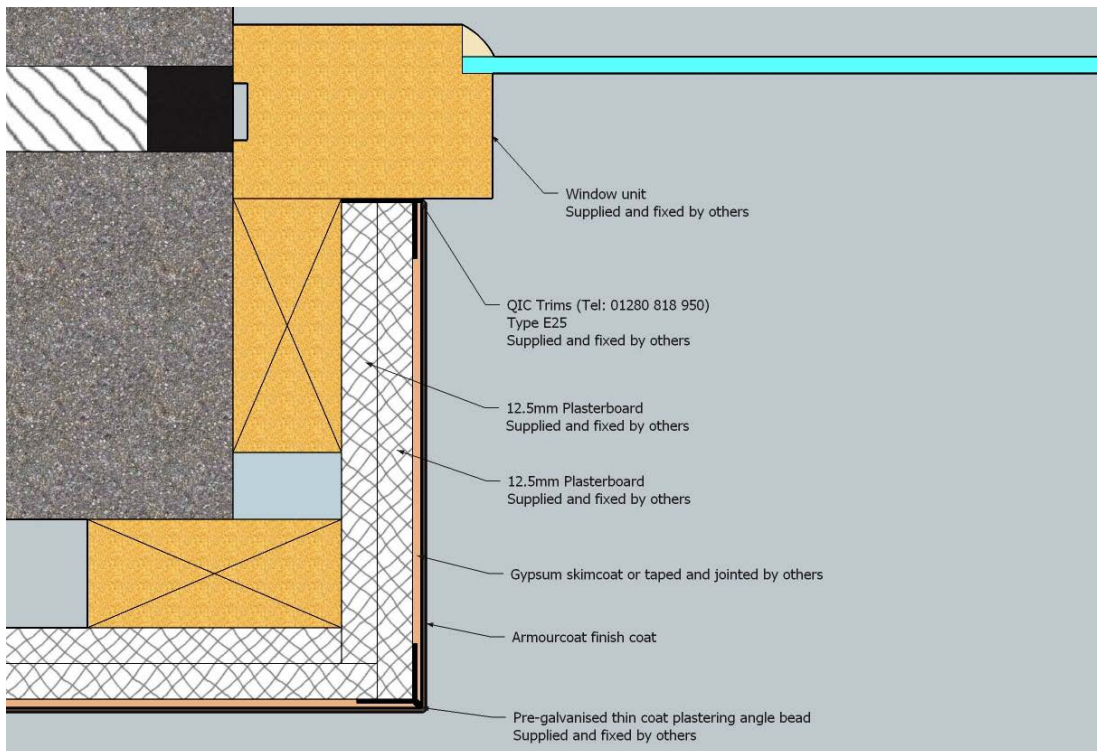 Window unit
Supplied and fixed by others
QIC Trims (Tel: 01280 818 950)
Type E25
Supplied and fixed by others
12.5mm Plasterboard
Supplied and fixed by others
12.5mm Plasterboard
Supplied and fixed by others
Gypsum skimcoat or taped and jointed by others
Armourcoat finish coat
Pre-galvanised thin coat plastering angle bead
Supplied and fixed by others